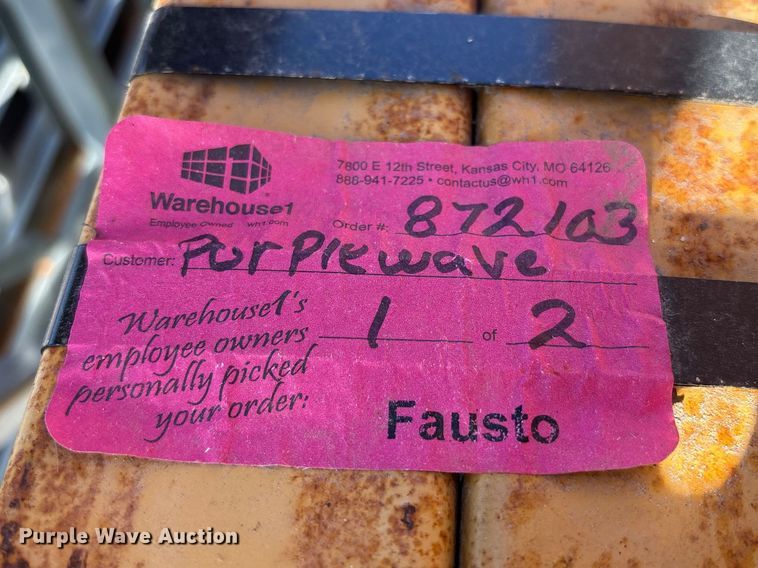 Warehouse1
Employee Owned wh1.com
7800 E 12th Street, Kansas City, MO 64126
888-941-7225 • contactus@wh1.com
Order #: 872103
Customer: Purplewave
Warehouse1's
employee owners
personally picked
your order:
1 of 2
Fausto
Purple Wave Auction